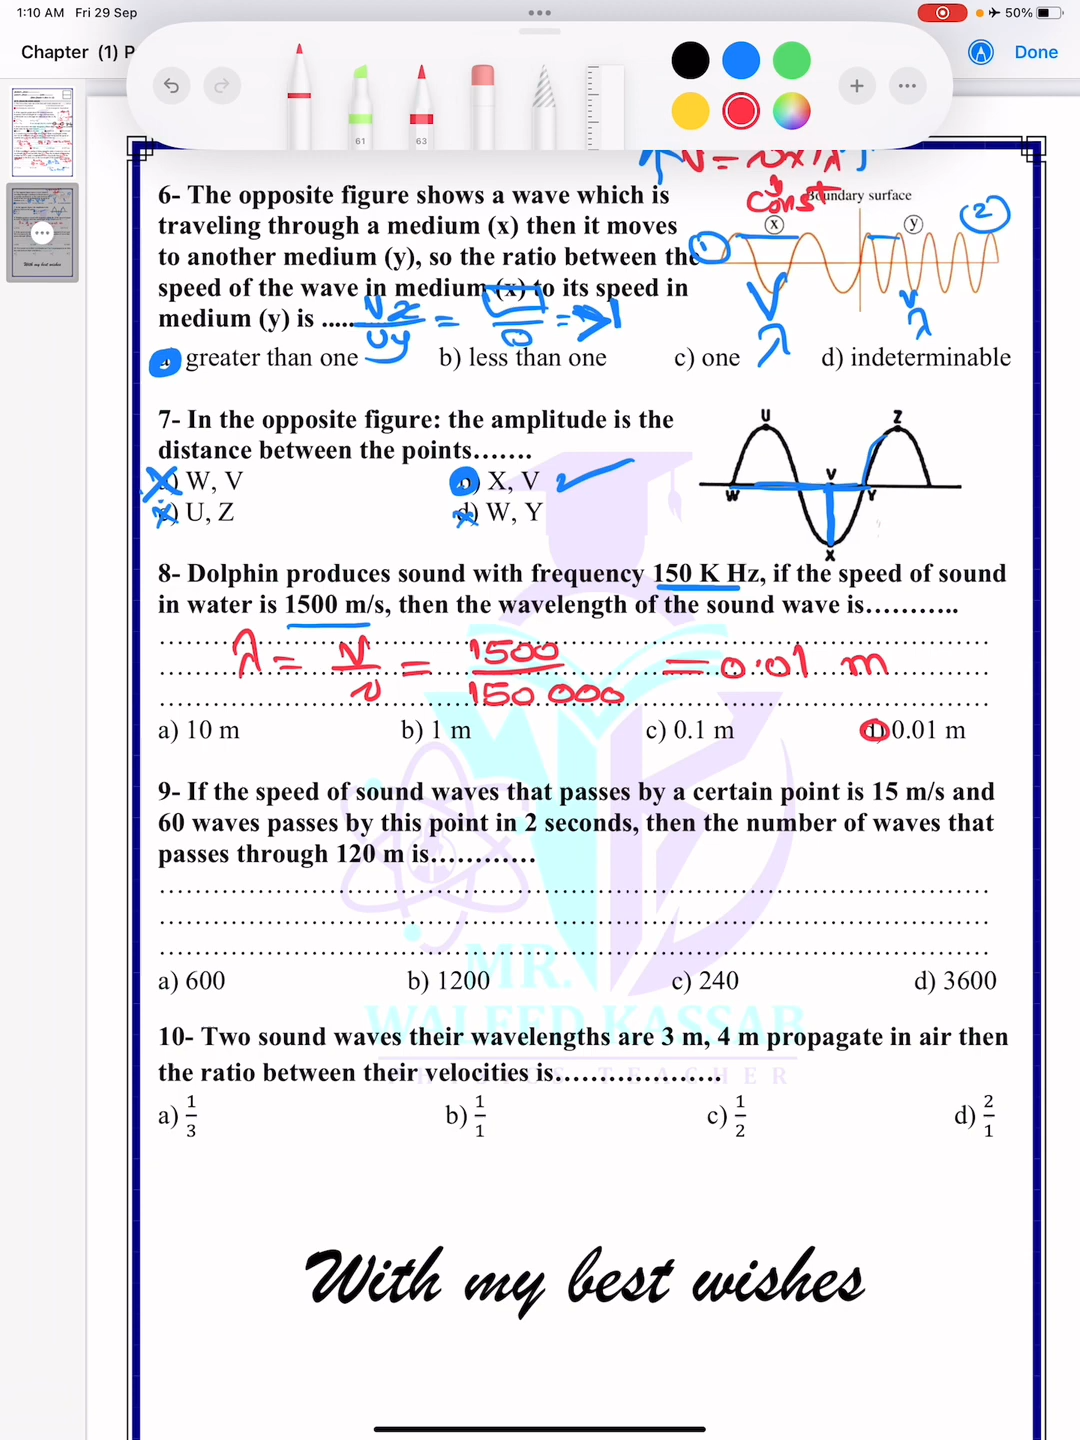 1:10 AM Fri 29 Sep
50%
Chapter (1) P
Done
61
63
const
6- The opposite figure shows a wave which is
traveling through a medium (x) then it moves
to another medium (y), so the ratio between the
speed of the wave in medium (x) to its speed in
medium (y) is .....
Boundary surface
x
y
1
2
V
λ
v
λ
a) greater than one b) less than one c) one d) indeterminable
7- In the opposite figure: the amplitude is the
distance between the points…….
a) W, V b) X, V
c) U, Z d) W, Y
U
Z
W
V
Y
X
8- Dolphin produces sound with frequency 150 K Hz, if the speed of sound
in water is 1500 m/s, then the wavelength of the sound wave is………..
λ = V/ν = 1500/150 000 = 0.01 m
a) 10 m b) 1 m c) 0.1 m d) 0.01 m
9- If the speed of sound waves that passes by a certain point is 15 m/s and
60 waves passes by this point in 2 seconds, then the number of waves that
passes through 120 m is…………
a) 600 b) 1200 c) 240 d) 3600
MR.
WALEED KASSAB
10- Two sound waves their wavelengths are 3 m, 4 m propagate in air then
the ratio between their velocities is………………….
a) 1/3 b) 1/1 c) 1/2 d) 2/1
With my best wishes